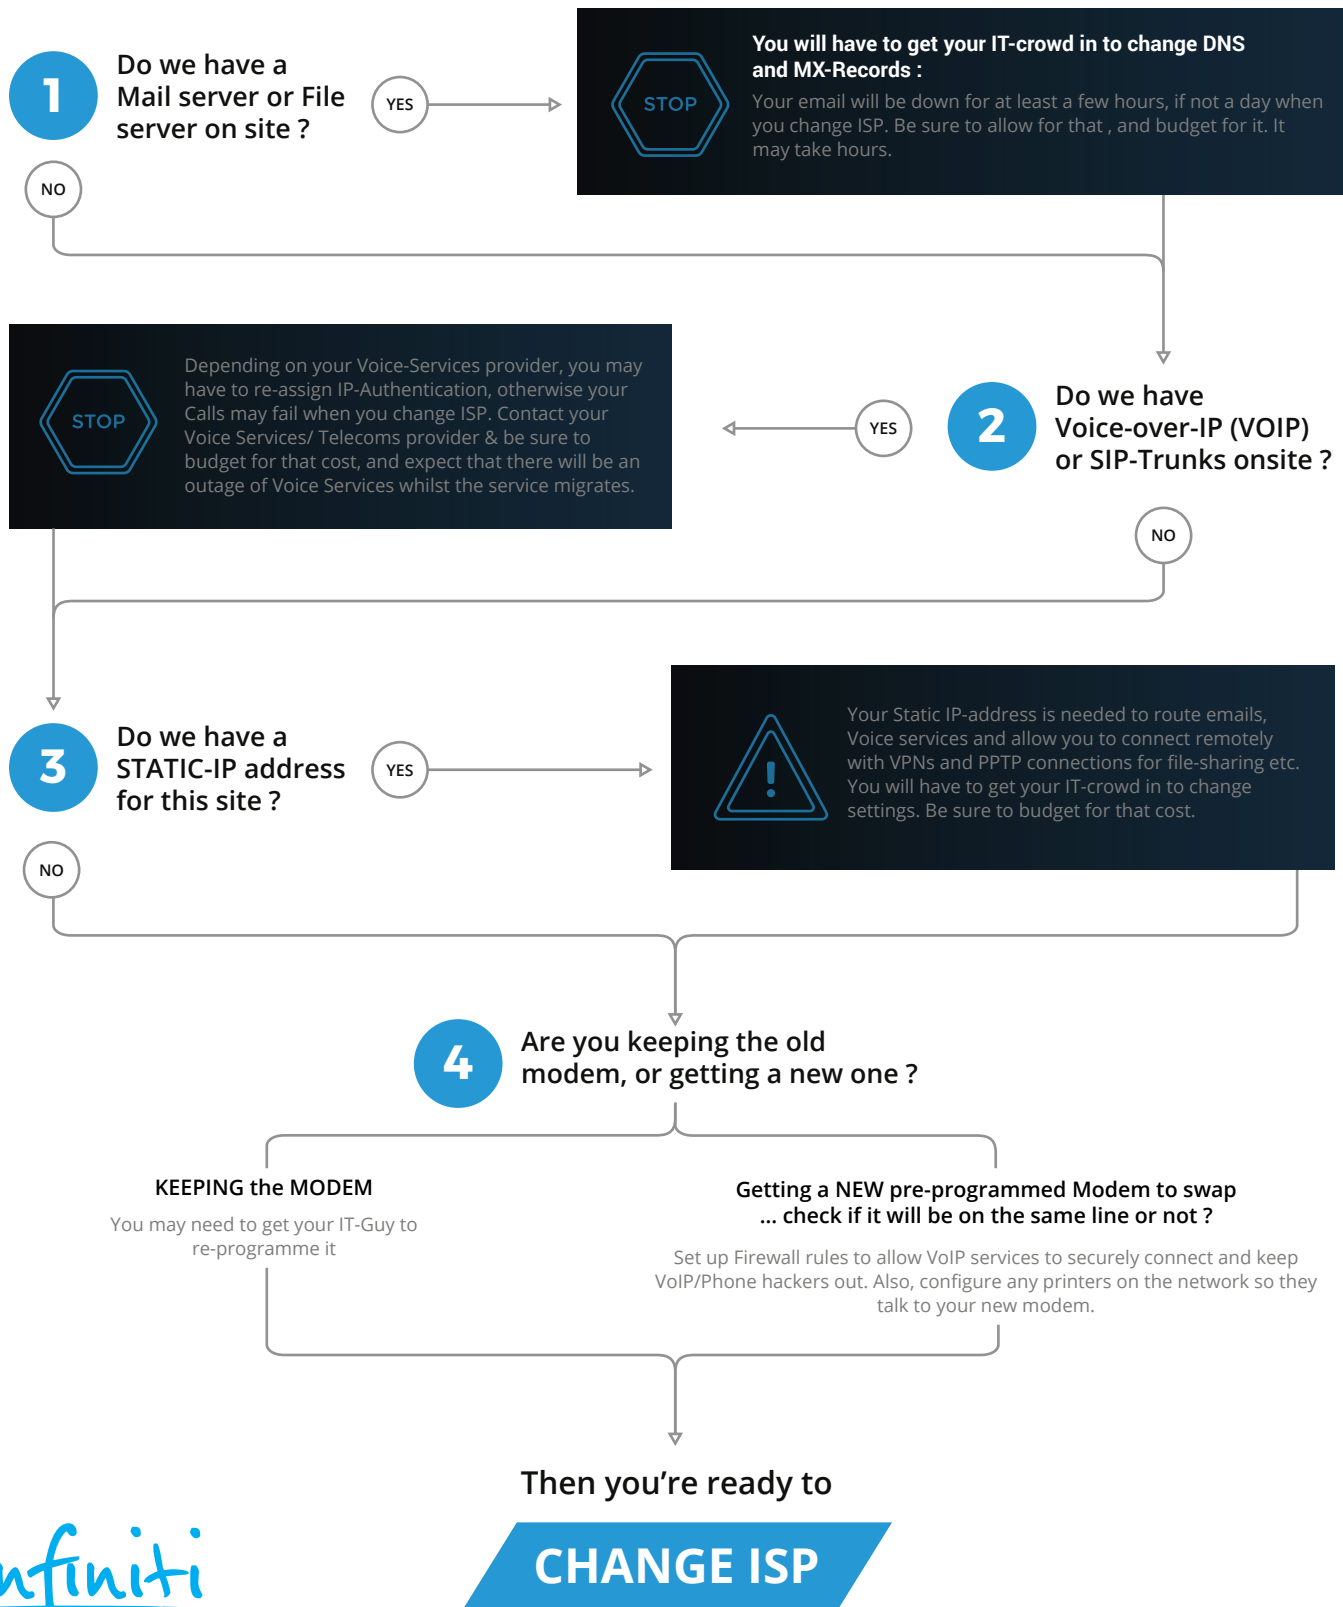 1
Do we have a
Mail server or File
server on site ?
YES
STOP
You will have to get your IT-crowd in to change DNS
and MX-Records :
Your email will be down for at least a few hours, if not a day when
you change ISP. Be sure to allow for that , and budget for it. It
may take hours.
NO
2
Do we have
Voice-over-IP (VOIP)
or SIP-Trunks onsite ?
YES
STOP
Depending on your Voice-Services provider, you may
have to re-assign IP-Authentication, otherwise your
Calls may fail when you change ISP. Contact your
Voice Services/ Telecoms provider & be sure to
budget for that cost, and expect that there will be an
outage of Voice Services whilst the service migrates.
NO
3
Do we have a
STATIC-IP address
for this site ?
YES
!
Your Static IP-address is needed to route emails,
Voice services and allow you to connect remotely
with VPNs and PPTP connections for file-sharing etc.
You will have to get your IT-crowd in to change
settings. Be sure to budget for that cost.
NO
4
Are you keeping the old
modem, or getting a new one ?
KEEPING the MODEM
You may need to get your IT-Guy to
re-programme it
Getting a NEW pre-programmed Modem to swap
... check if it will be on the same line or not ?
Set up Firewall rules to allow VoIP services to securely connect and keep
VoIP/Phone hackers out. Also, configure any printers on the network so they
talk to your new modem.
Then you're ready to
CHANGE ISP
nfiniti